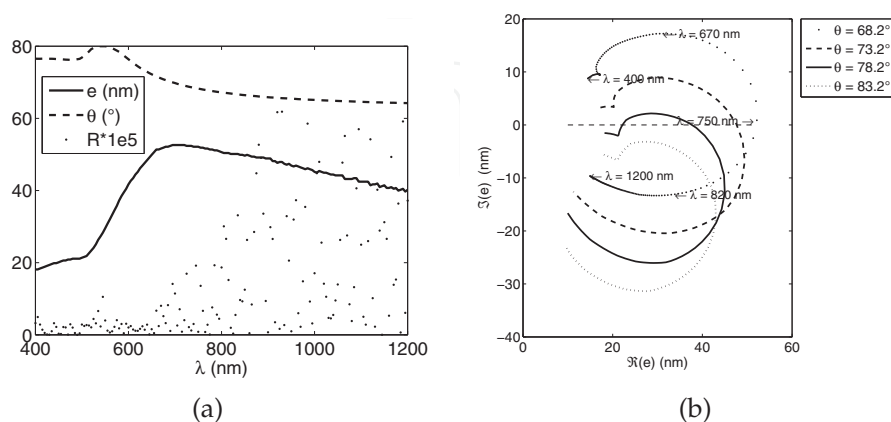 80
60
40
20
0
400
600
800
1000
1200
λ (nm)
e (nm)
θ (°)
R*1e5
(a)
20
10
0
−10
−20
−30
−40
0
20
40
60
ℑ(e) (nm)
ℜ(e) (nm)
← λ = 670 nm
← λ = 400 nm
λ = 750 nm →
← λ = 1200 nm
← λ = 820 nm
θ = 68.2°
θ = 73.2°
θ = 78.2°
θ = 83.2°
(b)